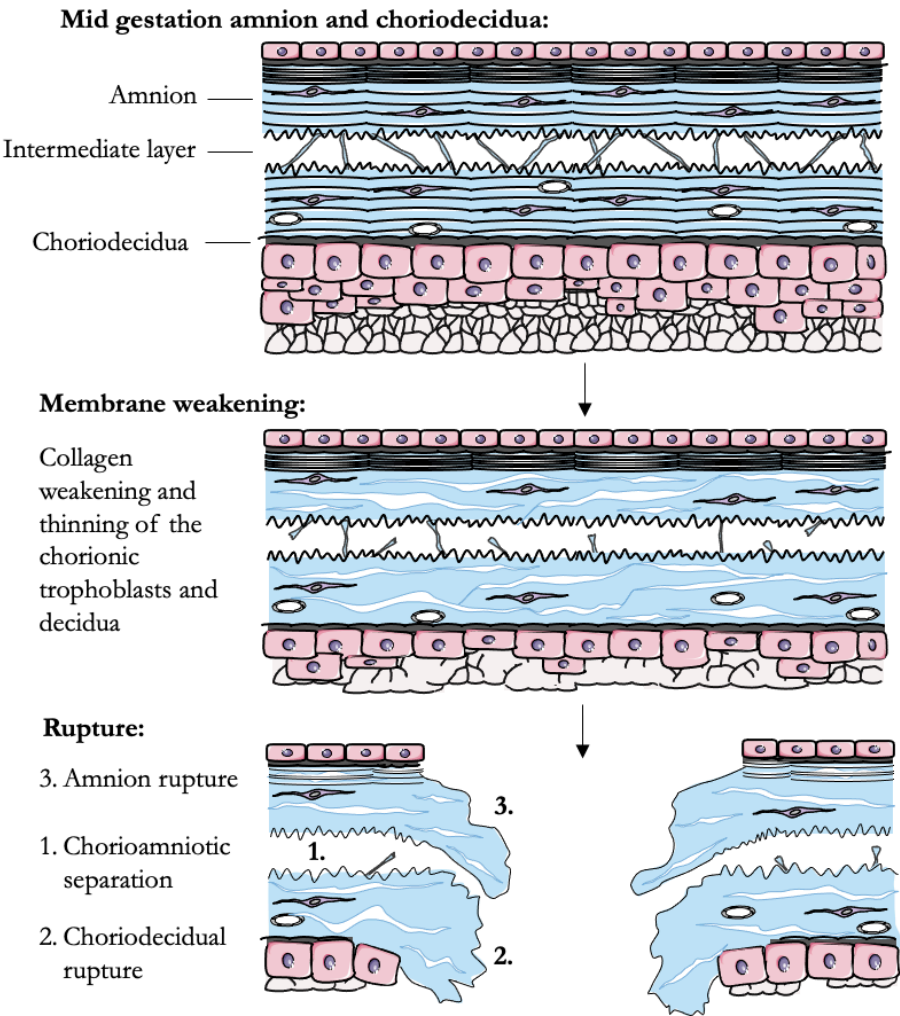 Mid gestation amnion and choriodecidua:
Amnion
Intermediate layer
Choriodecidua
Membrane weakening:
Collagen
weakening and
thinning of the
chorionic
trophoblasts and
decidua
Rupture:
3. Amnion rupture
3.
1. Chorioamniotic
separation
1.
2. Choriodecidual
rupture
2.